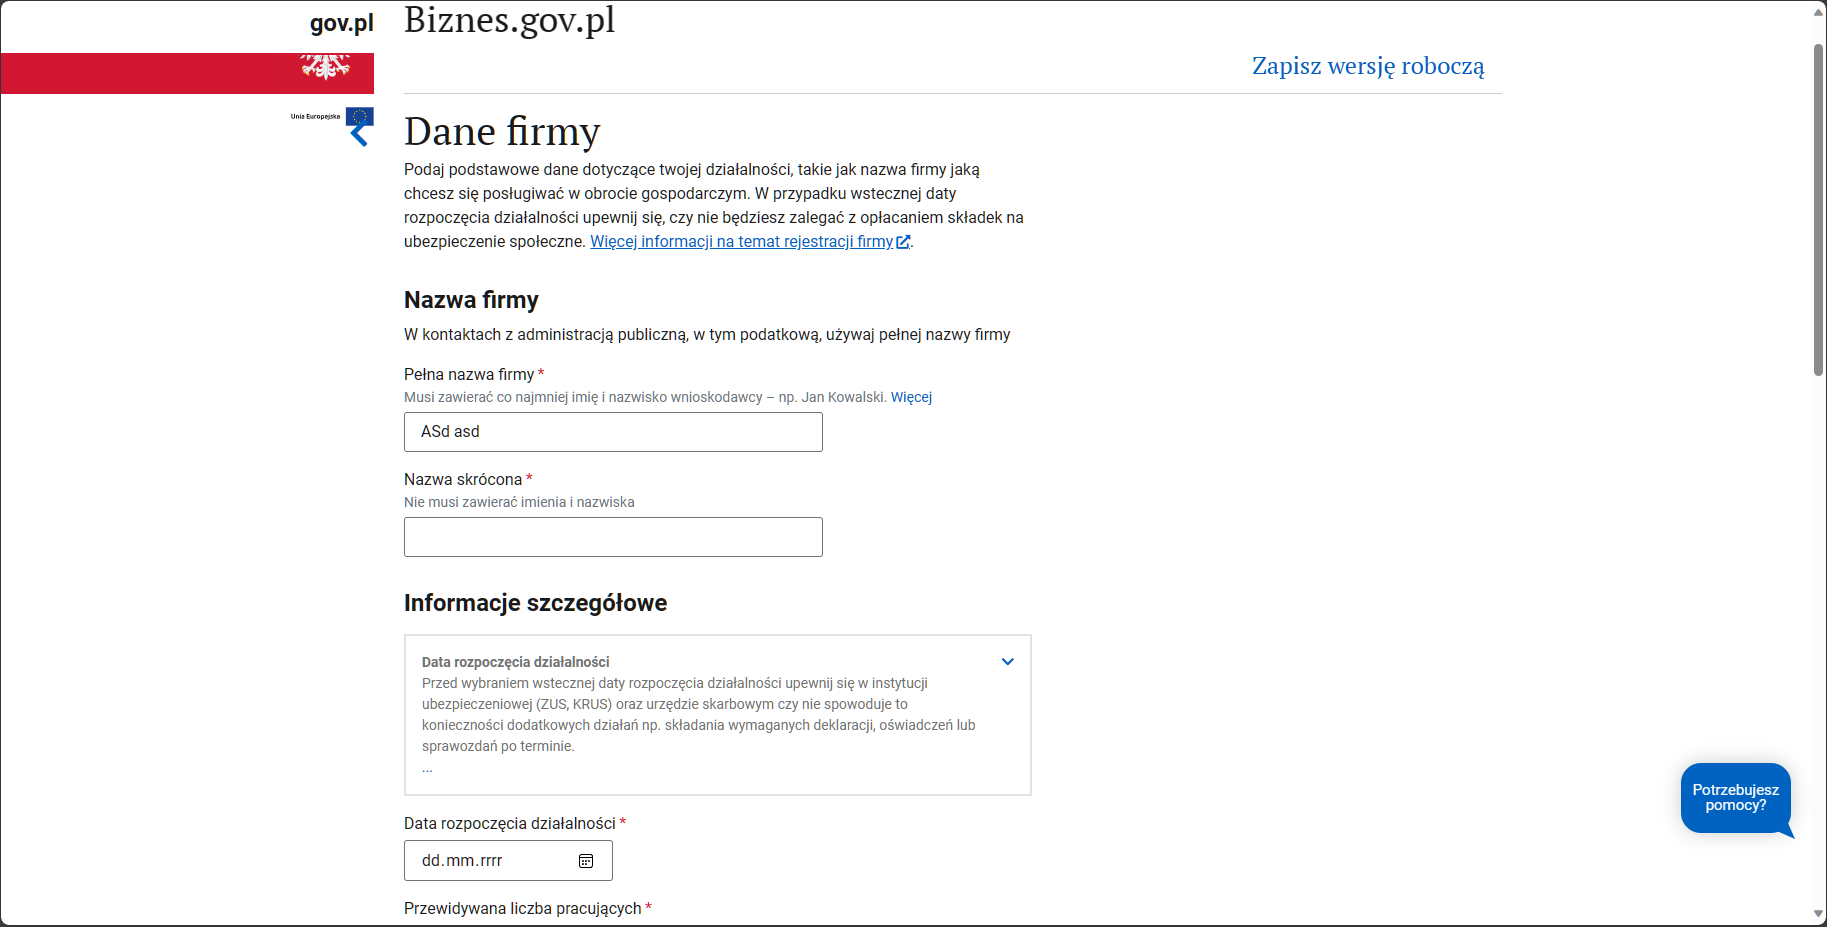 gov.pl
Biznes.gov.pl
Zapisz wersję roboczą
Unia Europejska
Dane firmy
Podaj podstawowe dane dotyczące twojej działalności, takie jak nazwa firmy jaką
chcesz się posługiwać w obrocie gospodarczym. W przypadku wstecznej daty
rozpoczęcia działalności upewnij się, czy nie będziesz zalegać z opłacaniem składek na
ubezpieczenie społeczne. Więcej informacji na temat rejestracji firmy.
Nazwa firmy
W kontaktach z administracją publiczną, w tym podatkową, używaj pełnej nazwy firmy
Pełna nazwa firmy *
Musi zawierać co najmniej imię i nazwisko wnioskodawcy – np. Jan Kowalski. Więcej
ASd asd
Nazwa skrócona *
Nie musi zawierać imienia i nazwiska
Informacje szczegółowe
Data rozpoczęcia działalności
Przed wybraniem wstecznej daty rozpoczęcia działalności upewnij się w instytucji
ubezpieczeniowej (ZUS, KRUS) oraz urzędzie skarbowym czy nie spowoduje to
konieczności dodatkowych działań np. składania wymaganych deklaracji, oświadczeń lub
sprawozdań po terminie.
...
Data rozpoczęcia działalności *
dd.mm.rrrr
Przewidywana liczba pracujących *
Potrzebujesz
pomocy?